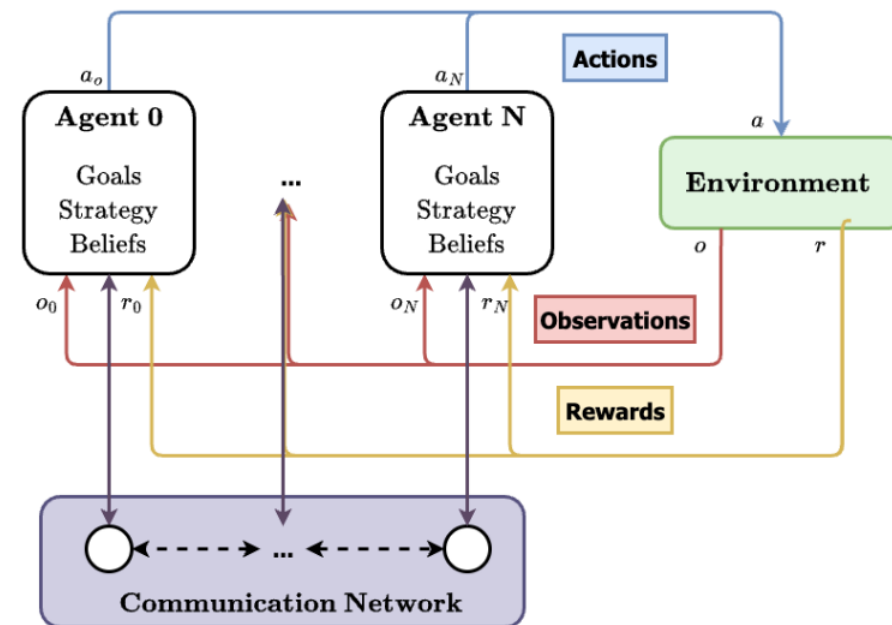 Actions
a_o
a_N
a
Agent 0
Goals
Strategy
Beliefs
...
Agent N
Goals
Strategy
Beliefs
Environment
o
r
o_0
r_0
o_N
r_N
Observations
Rewards
...
Communication Network